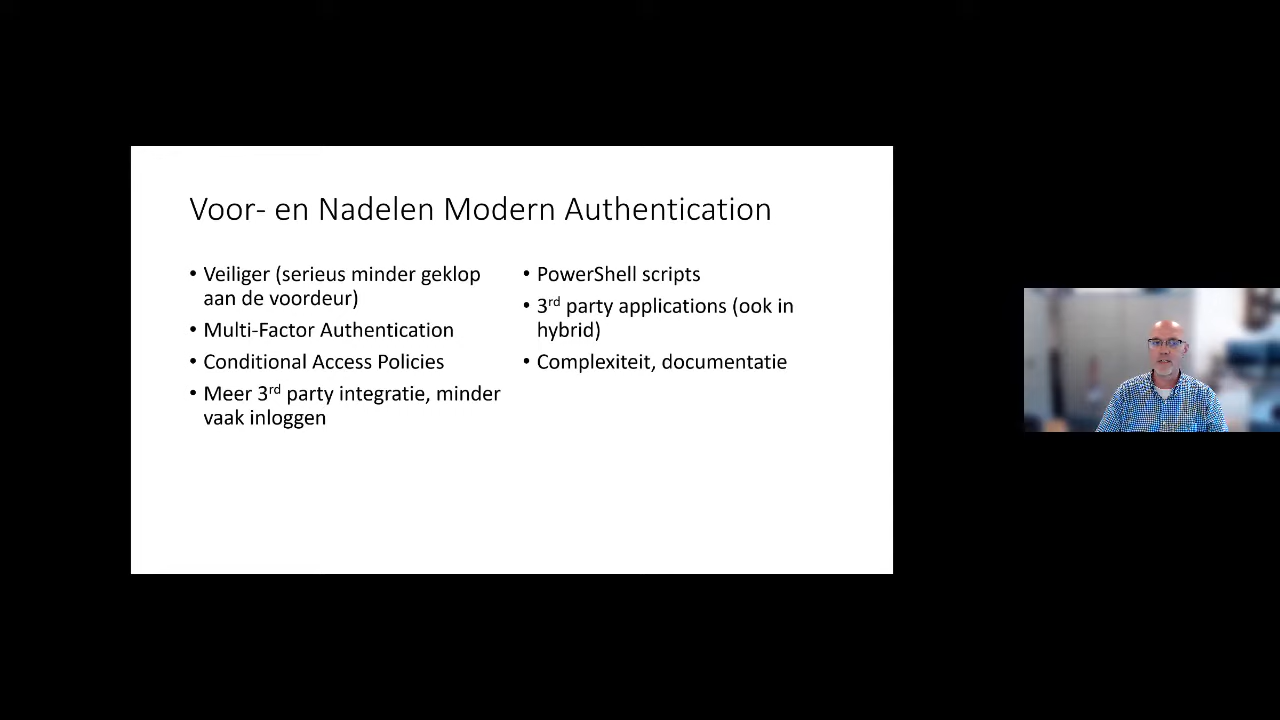 Voor- en Nadelen Modern Authentication
• Veiliger (serieus minder geklop
aan de voordeur)
• Multi-Factor Authentication
• Conditional Access Policies
• Meer 3rd party integratie, minder
vaak inloggen
• PowerShell scripts
• 3rd party applications (ook in
hybrid)
• Complexiteit, documentatie